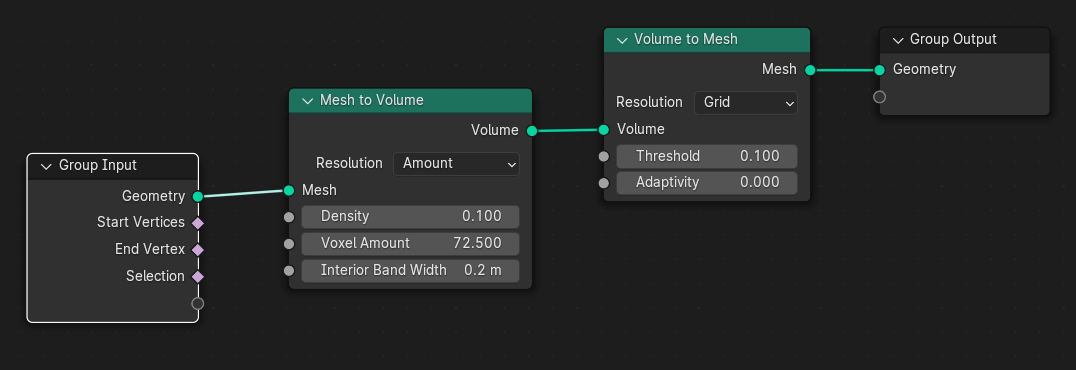 Group Input
Geometry
Start Vertices
End Vertex
Selection
Mesh to Volume
Volume
Resolution Amount
Mesh
Density 0.100
Voxel Amount 72.500
Interior Band Width 0.2 m
Volume to Mesh
Mesh
Resolution Grid
Volume
Threshold 0.100
Adaptivity 0.000
Group Output
Geometry